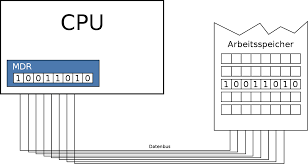 CPU
MDR
10011010
Arbeitsspeicher
10011010
Datenbus